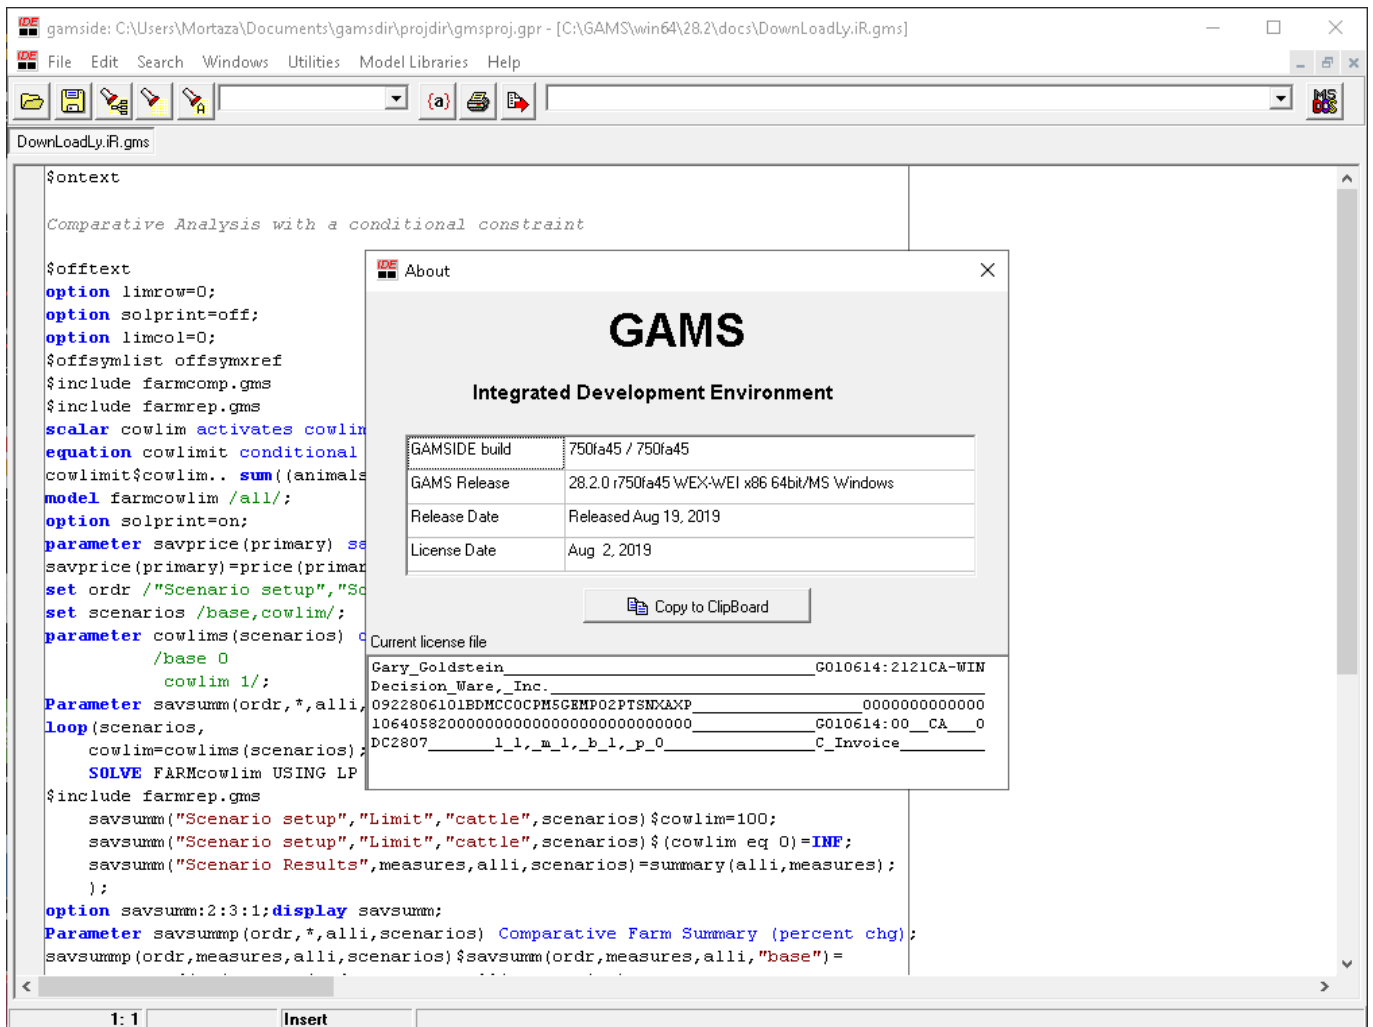 gamside: C:\Users\Mortaza\Documents\gamsdir\projdir\gmsproj.gpr - [C:\GAMS\win64\28.2\docs\DownLoadLy.iR.gms]
File Edit Search Windows Utilities Model Libraries Help
{a}
MS DOS
DownLoadLy.iR.gms
$ontext
Comparative Analysis with a conditional constraint
$offtext
option limrow=0;
option solprint=off;
option limcol=0;
$offsymlist offsymxref
$include farmcomp.gms
$include farmrep.gms
scalar cowlim activates cowlim
equation cowlimit conditional
cowlimit$cowlim.. sum((animals
model farmcowlim /all/;
option solprint=on;
parameter savprice(primary) sa
savprice(primary)=price(primar
set ordr /"Scenario setup","Sc
set scenarios /base,cowlim/;
parameter cowlims(scenarios)
/base 0
cowlim 1/;
Parameter savsumm(ordr,*,alli,
loop(scenarios,
cowlim=cowlims(scenarios);
SOLVE FARMcowlim USING LP
$include farmrep.gms
savsumm("Scenario setup","Limit","cattle",scenarios)$cowlim=100;
savsumm("Scenario setup","Limit","cattle",scenarios)$(cowlim eq 0)=INF;
savsumm("Scenario Results",measures,alli,scenarios)=summary(alli,measures);
);
option savsumm:2:3:1;display savsumm;
Parameter savsummp(ordr,*,alli,scenarios) Comparative Farm Summary (percent chg);
savsummp(ordr,measures,alli,scenarios)$savsumm(ordr,measures,alli,"base")=
IDE About
GAMS
Integrated Development Environment
GAMSIDE build 750fa45 / 750fa45
GAMS Release 28.2.0 r750fa45 WEX-WEI x86 64bit/MS Windows
Release Date Released Aug 19, 2019
License Date Aug 2, 2019
Copy to ClipBoard
Current license file
Gary_Goldstein_____________________________________G010614:2121CA-WIN
Decision_Ware,_Inc.__________________________________________________
0922806101BDMCCOCPM5GEMPO2PTSNXAXP____________________0000000000000
1064058200000000000000000000000000______________G010614:00__CA___0
DC2807_______l_l,_m_l,_b_l,_p_0________________C_Invoice_________
1: 1 Insert